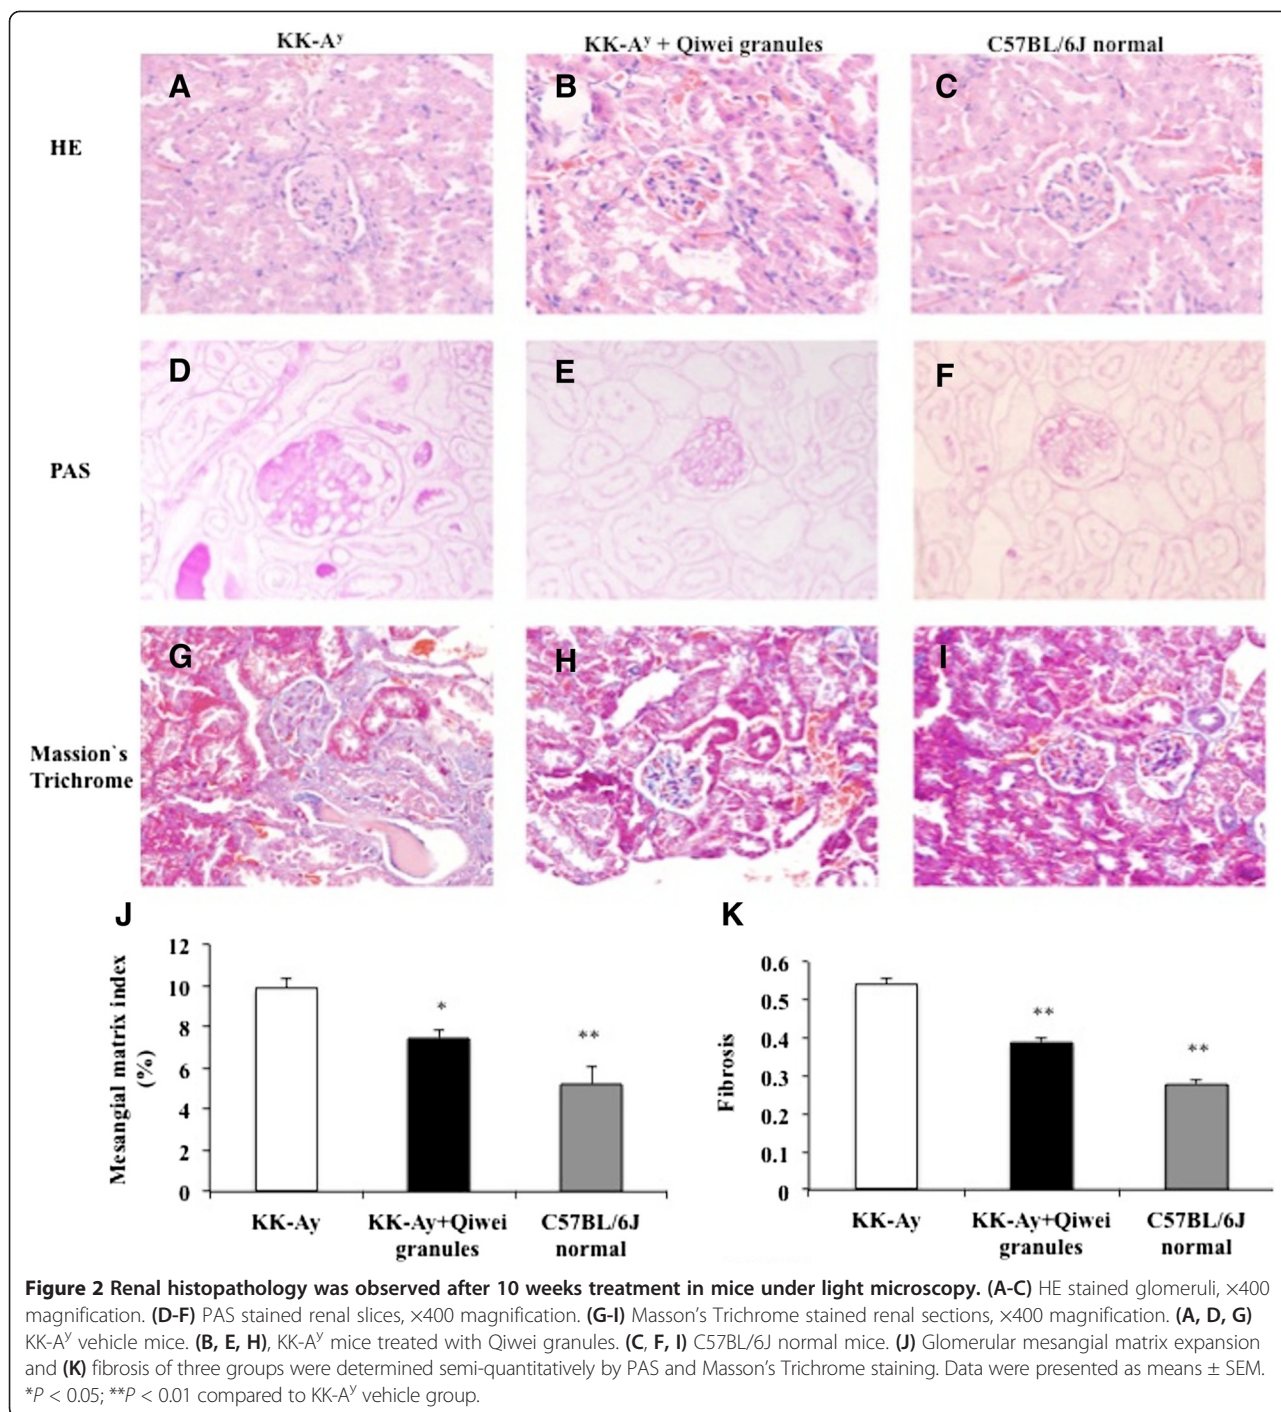 KK-Aʸ
KK-Aʸ + Qiwei granules
C57BL/6J normal
HE
A
B
C
PAS
D
E
F
Massion`s
Trichrome
G
H
I
J
Mesangial matrix index
(%)
12
10
8
6
4
2
0
*
**
KK-Ay
KK-Ay+Qiwei
granules
C57BL/6J
normal
K
Fibrosis
0.6
0.5
0.4
0.3
0.2
0.1
0
**
**
KK-Ay
KK-Ay+Qiwei
granules
C57BL/6J
normal
Figure 2 Renal histopathology was observed after 10 weeks treatment in mice under light microscopy. (A-C) HE stained glomeruli, ×400
magnification. (D-F) PAS stained renal slices, ×400 magnification. (G-I) Masson’s Trichrome stained renal sections, ×400 magnification. (A, D, G)
KK-Aʸ vehicle mice. (B, E, H), KK-Aʸ mice treated with Qiwei granules. (C, F, I) C57BL/6J normal mice. (J) Glomerular mesangial matrix expansion
and (K) fibrosis of three groups were determined semi-quantitatively by PAS and Masson’s Trichrome staining. Data were presented as means ± SEM.
*P < 0.05; **P < 0.01 compared to KK-Aʸ vehicle group.